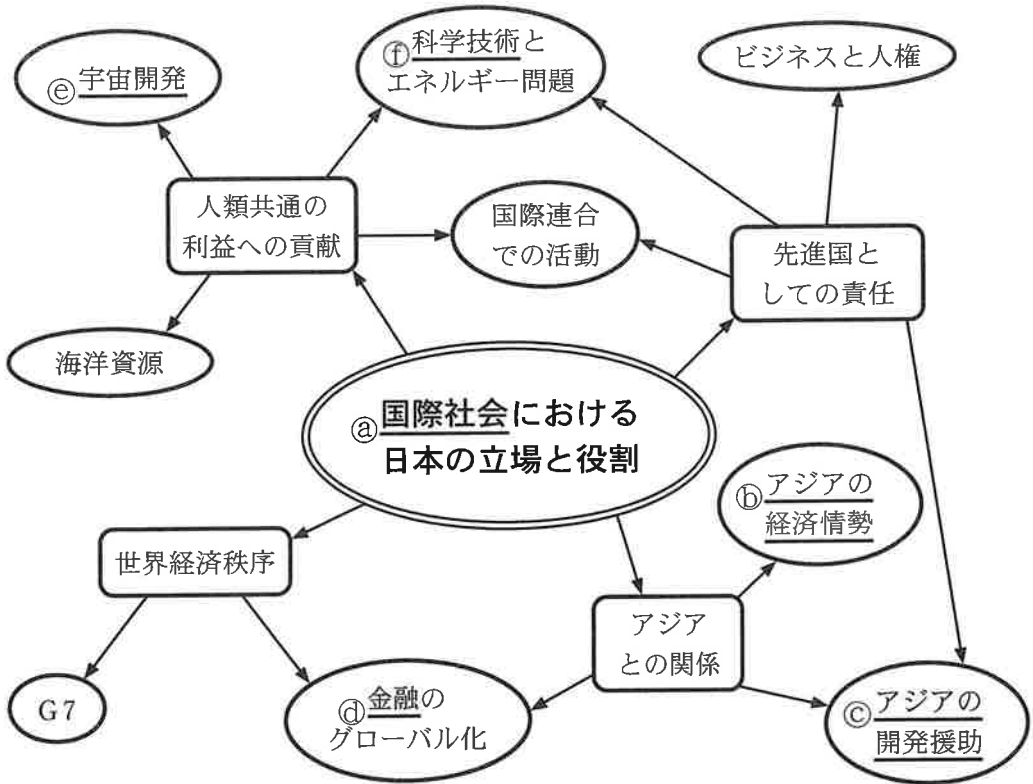 ⓔ宇宙開発
ⓕ科学技術と
エネルギー問題
ビジネスと人権
人類共通の
利益への貢献
国際連合
での活動
先進国と
しての責任
海洋資源
ⓐ国際社会における
日本の立場と役割
ⓑアジアの
経済情勢
世界経済秩序
アジア
との関係
G7
ⓓ金融の
グローバル化
ⓒアジアの
開発援助